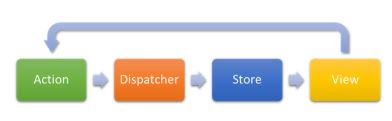 Action
Dispatcher
Store
View